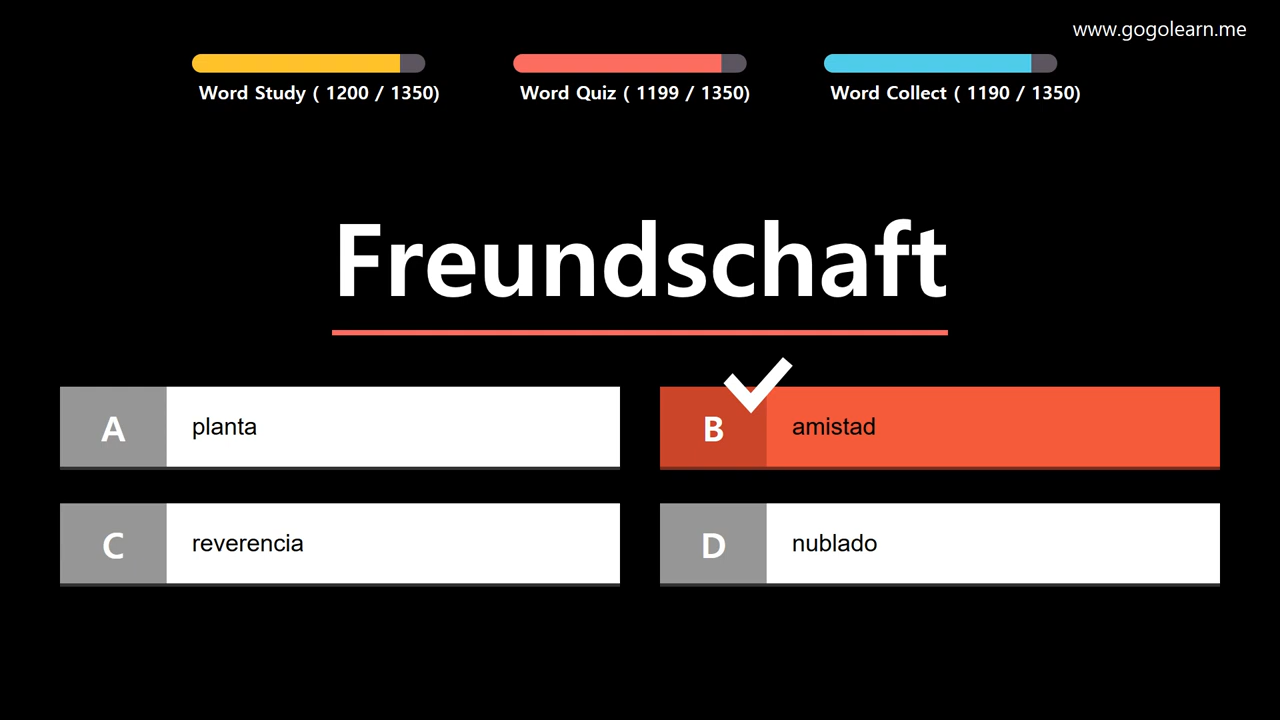 www.gogolearn.me
Word Study ( 1200 / 1350)
Word Quiz ( 1199 / 1350)
Word Collect ( 1190 / 1350)
Freundschaft
A planta
B amistad
C reverencia
D nublado